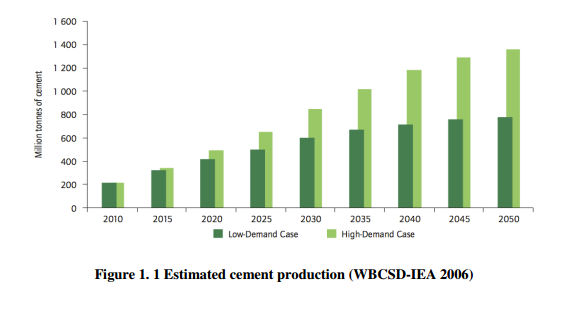 Million tonnes of cement
1 600
1 400
1 200
1 000
800
600
400
200
0
2010 2015 2020 2025 2030 2035 2040 2045 2050
Low-Demand Case High-Demand Case
Figure 1. 1 Estimated cement production (WBCSD-IEA 2006)